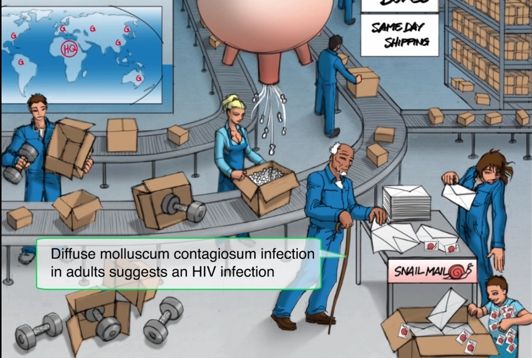 G
G
G
HQ
G
G
G
G
SAME DAY
SHIPPING
Diffuse molluscum contagiosum infection
in adults suggests an HIV infection
SNAIL MAIL